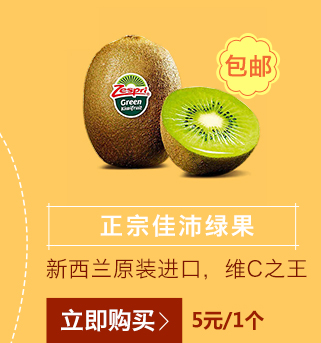 包邮
Zespri
Green
Kiwifruit
正宗佳沛绿果
新西兰原装进口，维C之王
立即购买
5元/1个